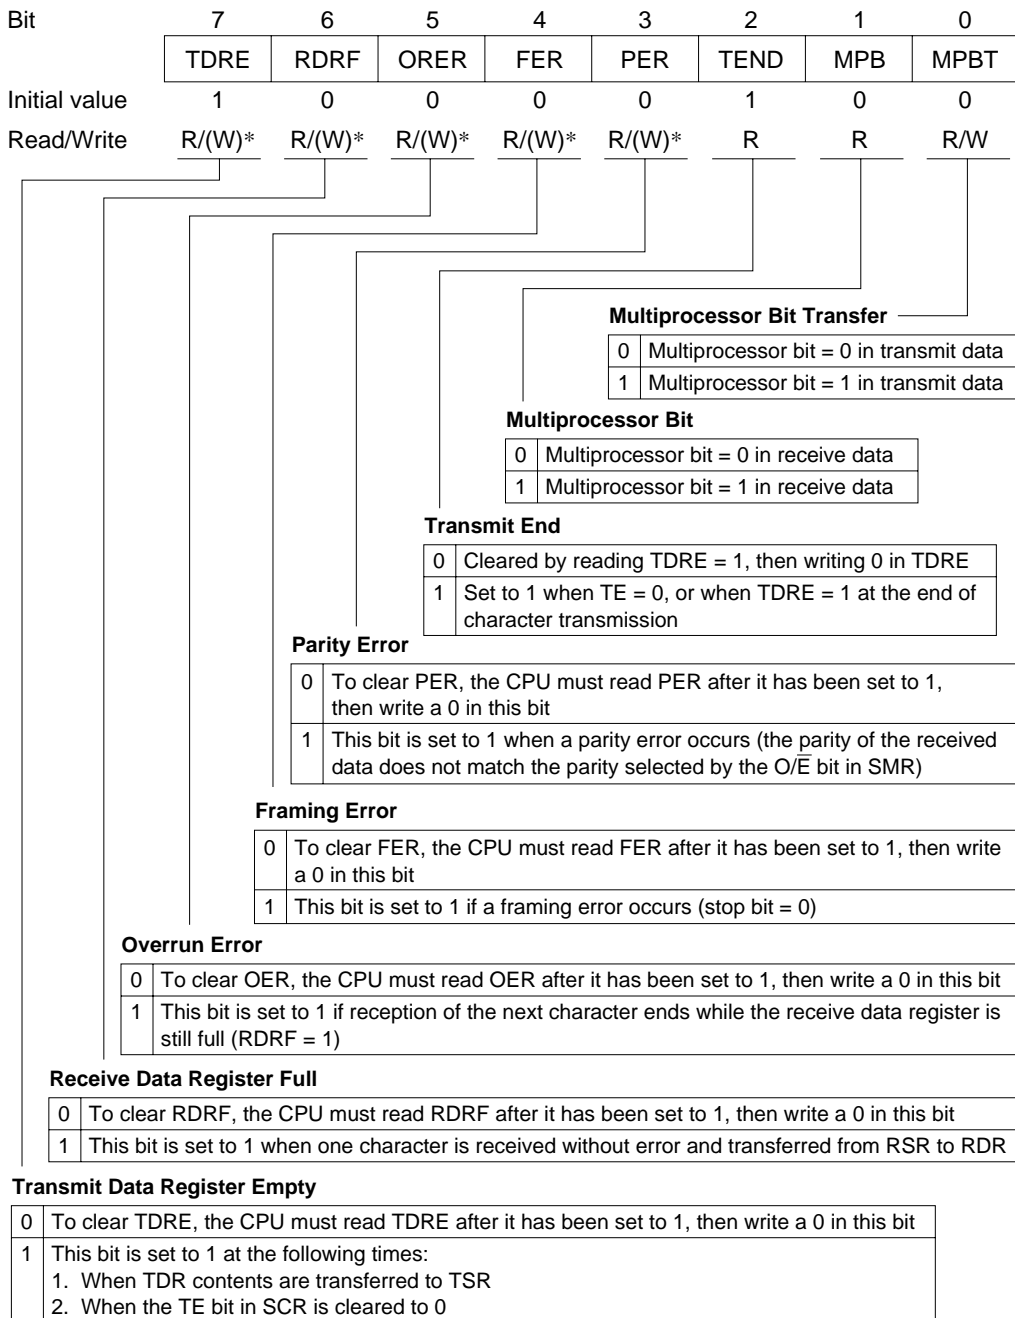 Bit 7 6 5 4 3 2 1 0
TDRE RDRF ORER FER PER TEND MPB MPBT
Initial value 1 0 0 0 0 1 0 0
Read/Write R/(W)* R/(W)* R/(W)* R/(W)* R/(W)* R R R/W
Multiprocessor Bit Transfer
0 Multiprocessor bit = 0 in transmit data
1 Multiprocessor bit = 1 in transmit data
Multiprocessor Bit
0 Multiprocessor bit = 0 in receive data
1 Multiprocessor bit = 1 in receive data
Transmit End
0 Cleared by reading TDRE = 1, then writing 0 in TDRE
1 Set to 1 when TE = 0, or when TDRE = 1 at the end of
character transmission
Parity Error
0 To clear PER, the CPU must read PER after it has been set to 1,
then write a 0 in this bit
1 This bit is set to 1 when a parity error occurs (the parity of the received
data does not match the parity selected by the O/E̅ bit in SMR)
Framing Error
0 To clear FER, the CPU must read FER after it has been set to 1, then write
a 0 in this bit
1 This bit is set to 1 if a framing error occurs (stop bit = 0)
Overrun Error
0 To clear OER, the CPU must read OER after it has been set to 1, then write a 0 in this bit
1 This bit is set to 1 if reception of the next character ends while the receive data register is
still full (RDRF = 1)
Receive Data Register Full
0 To clear RDRF, the CPU must read RDRF after it has been set to 1, then write a 0 in this bit
1 This bit is set to 1 when one character is received without error and transferred from RSR to RDR
Transmit Data Register Empty
0 To clear TDRE, the CPU must read TDRE after it has been set to 1, then write a 0 in this bit
1 This bit is set to 1 at the following times:
1. When TDR contents are transferred to TSR
2. When the TE bit in SCR is cleared to 0